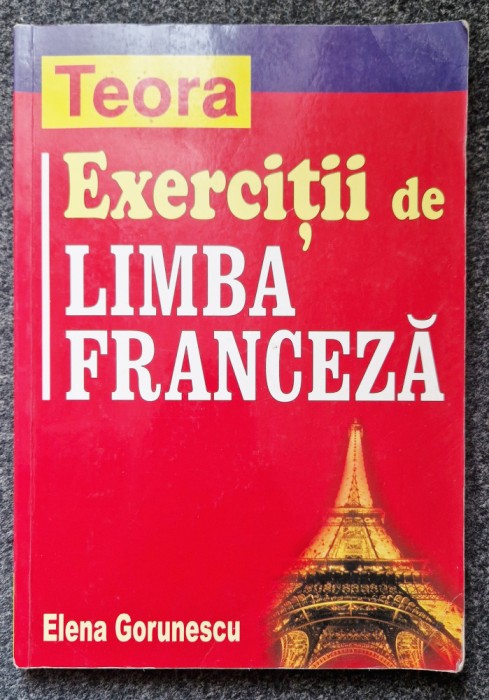 Teora
Exerciții de
LIMBA
FRANCEZĂ
Elena Gorunescu